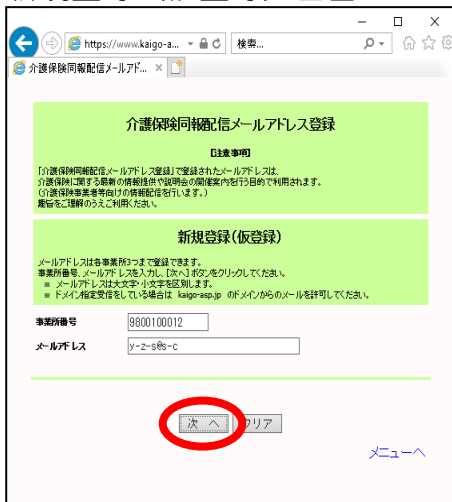 https://www.kaigo-a...
検索...
介護保険同報配信メールアドレ...
介護保険同報配信メールアドレス登録
【注意事項】
「介護保険同報配信メールアドレス登録」で登録されたメールアドレスは、
介護保険に関する最新の情報提供や説明会の開催案内を行う目的で利用されます。
(介護保険事業者等向けの情報配信を行います。)
趣旨をご理解のうえご利用ください。
新規登録(仮登録)
メールアドレスは各事業所3つまで登録できます。
事業所番号、メールアドレスを入力し、[次へ]ボタンをクリックしてください。
※ メールアドレスは大文字・小文字を区別します。
※ ドメイン指定受信をしている場合は kaigo-asp.jp のドメインからのメールを許可してください。
事業所番号 9800100012
メールアドレス y-z-s@s-c
次 へ クリア
メニューへ